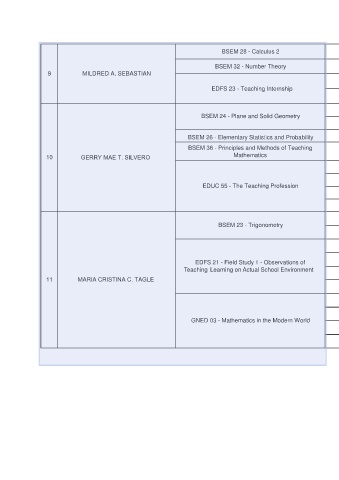 BSEM 28 - Calculus 2
9
MILDRED A. SEBASTIAN
BSEM 32 - Number Theory
EDFS 23 - Teaching Internship
BSEM 24 - Plane and Solid Geometry
BSEM 26 - Elementary Statistics and Probability
10
GERRY MAE T. SILVERO
BSEM 36 - Principles and Methods of Teaching
Mathematics
EDUC 55 - The Teaching Profession
BSEM 23 - Trigonometry
11
MARIA CRISTINA C. TAGLE
EDFS 21 - Field Study 1 - Observations of
Teaching Learning on Actual School Environment
GNED 03 - Mathematics in the Modern World